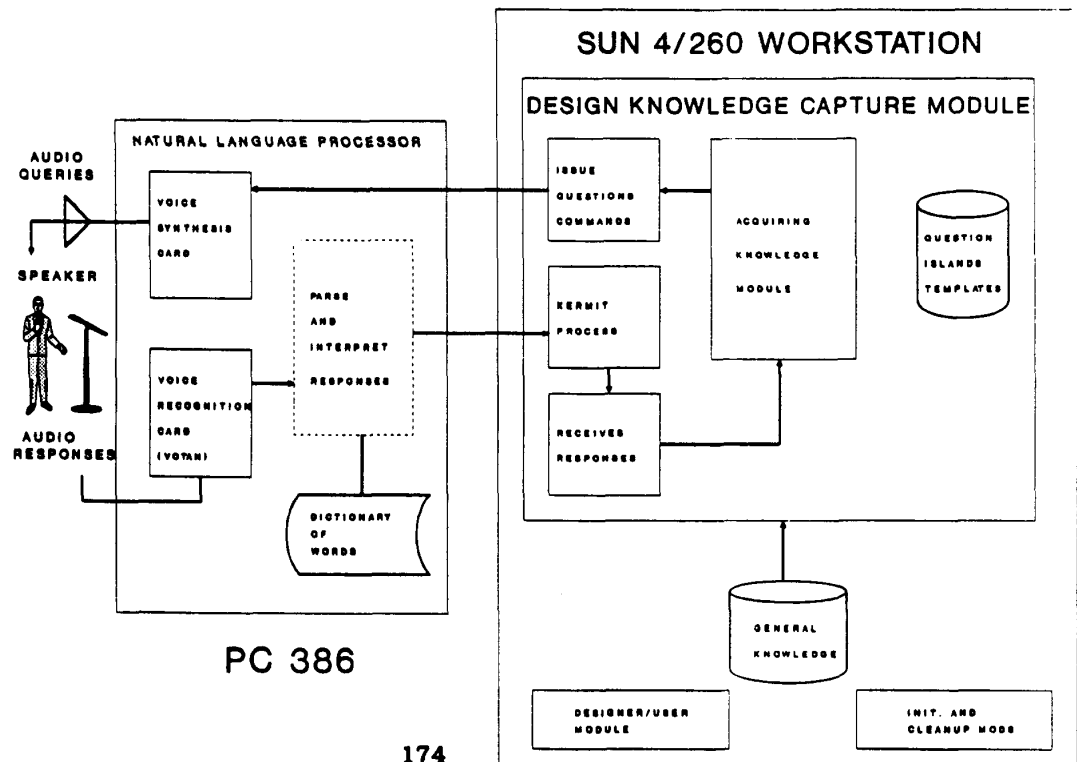 SUN 4/260 WORKSTATION
DESIGN KNOWLEDGE CAPTURE MODULE
NATURAL LANGUAGE PROCESSOR
AUDIO
QUERIES
VOICE
SYNTHESIS
CARD
ISSUE
QUESTIONS
COMMANDS
ACQUIRING
KNOWLEDGE
MODULE
QUESTION
ISLANDS
TEMPLATES
SPEAKER
PARSE
AND
INTERPRET
RESPONSES
KERMIT
PROCESS
VOICE
RECOGNITION
CARD
(VOTAN)
RECEIVES
RESPONSES
AUDIO
RESPONSES
DICTIONARY
OF
WORDS
GENERAL
KNOWLEDGE
PC 386
DESIGNER/USER
MODULE
INIT. AND
CLEANUP MODS
174